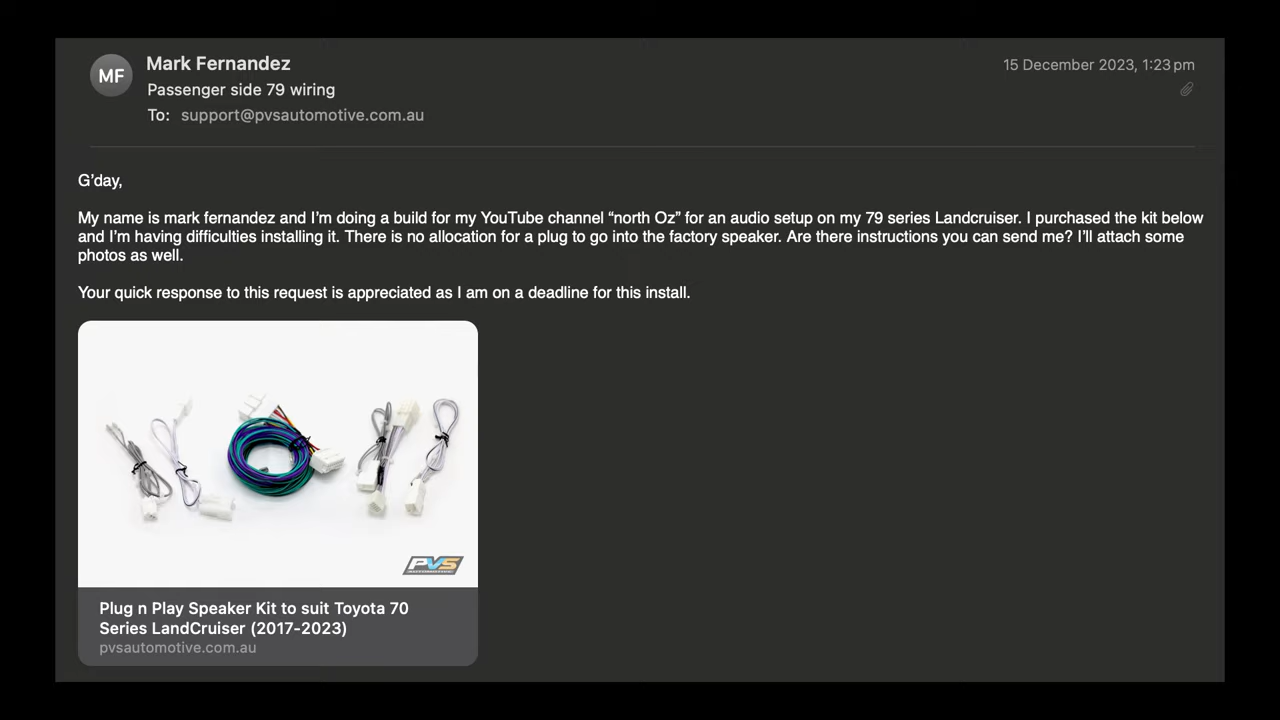 MF
Mark Fernandez
15 December 2023, 1:23 pm
Passenger side 79 wiring
To: support@pvsautomotive.com.au
G'day,
My name is mark fernandez and I'm doing a build for my YouTube channel “north Oz” for an audio setup on my 79 series Landcruiser. I purchased the kit below
and I'm having difficulties installing it. There is no allocation for a plug to go into the factory speaker. Are there instructions you can send me? I'll attach some
photos as well.
Your quick response to this request is appreciated as I am on a deadline for this install.
PVS
Plug n Play Speaker Kit to suit Toyota 70
Series LandCruiser (2017-2023)
pvsautomotive.com.au